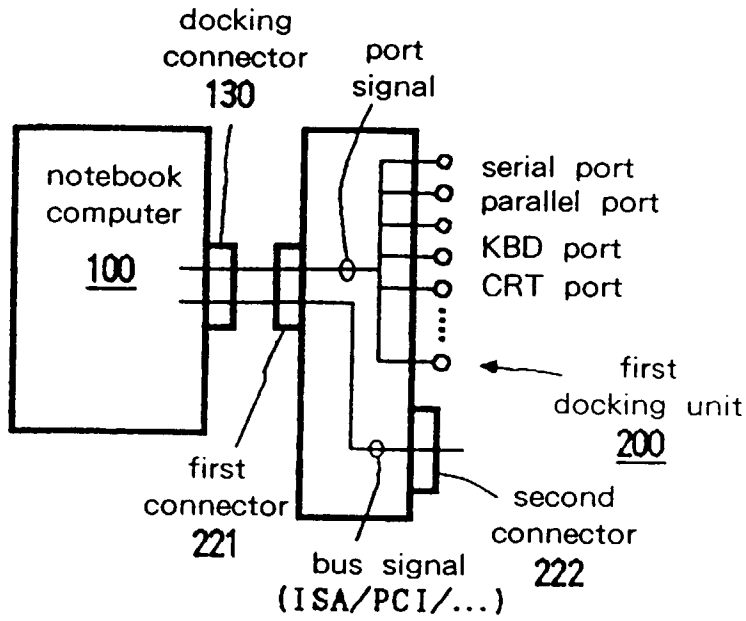 docking
connector
130
port
signal
notebook
computer
100
serial port
parallel port
KBD port
CRT port
first
docking unit
200
first
connector
221
second
connector
222
bus signal
(ISA/PCI/...)